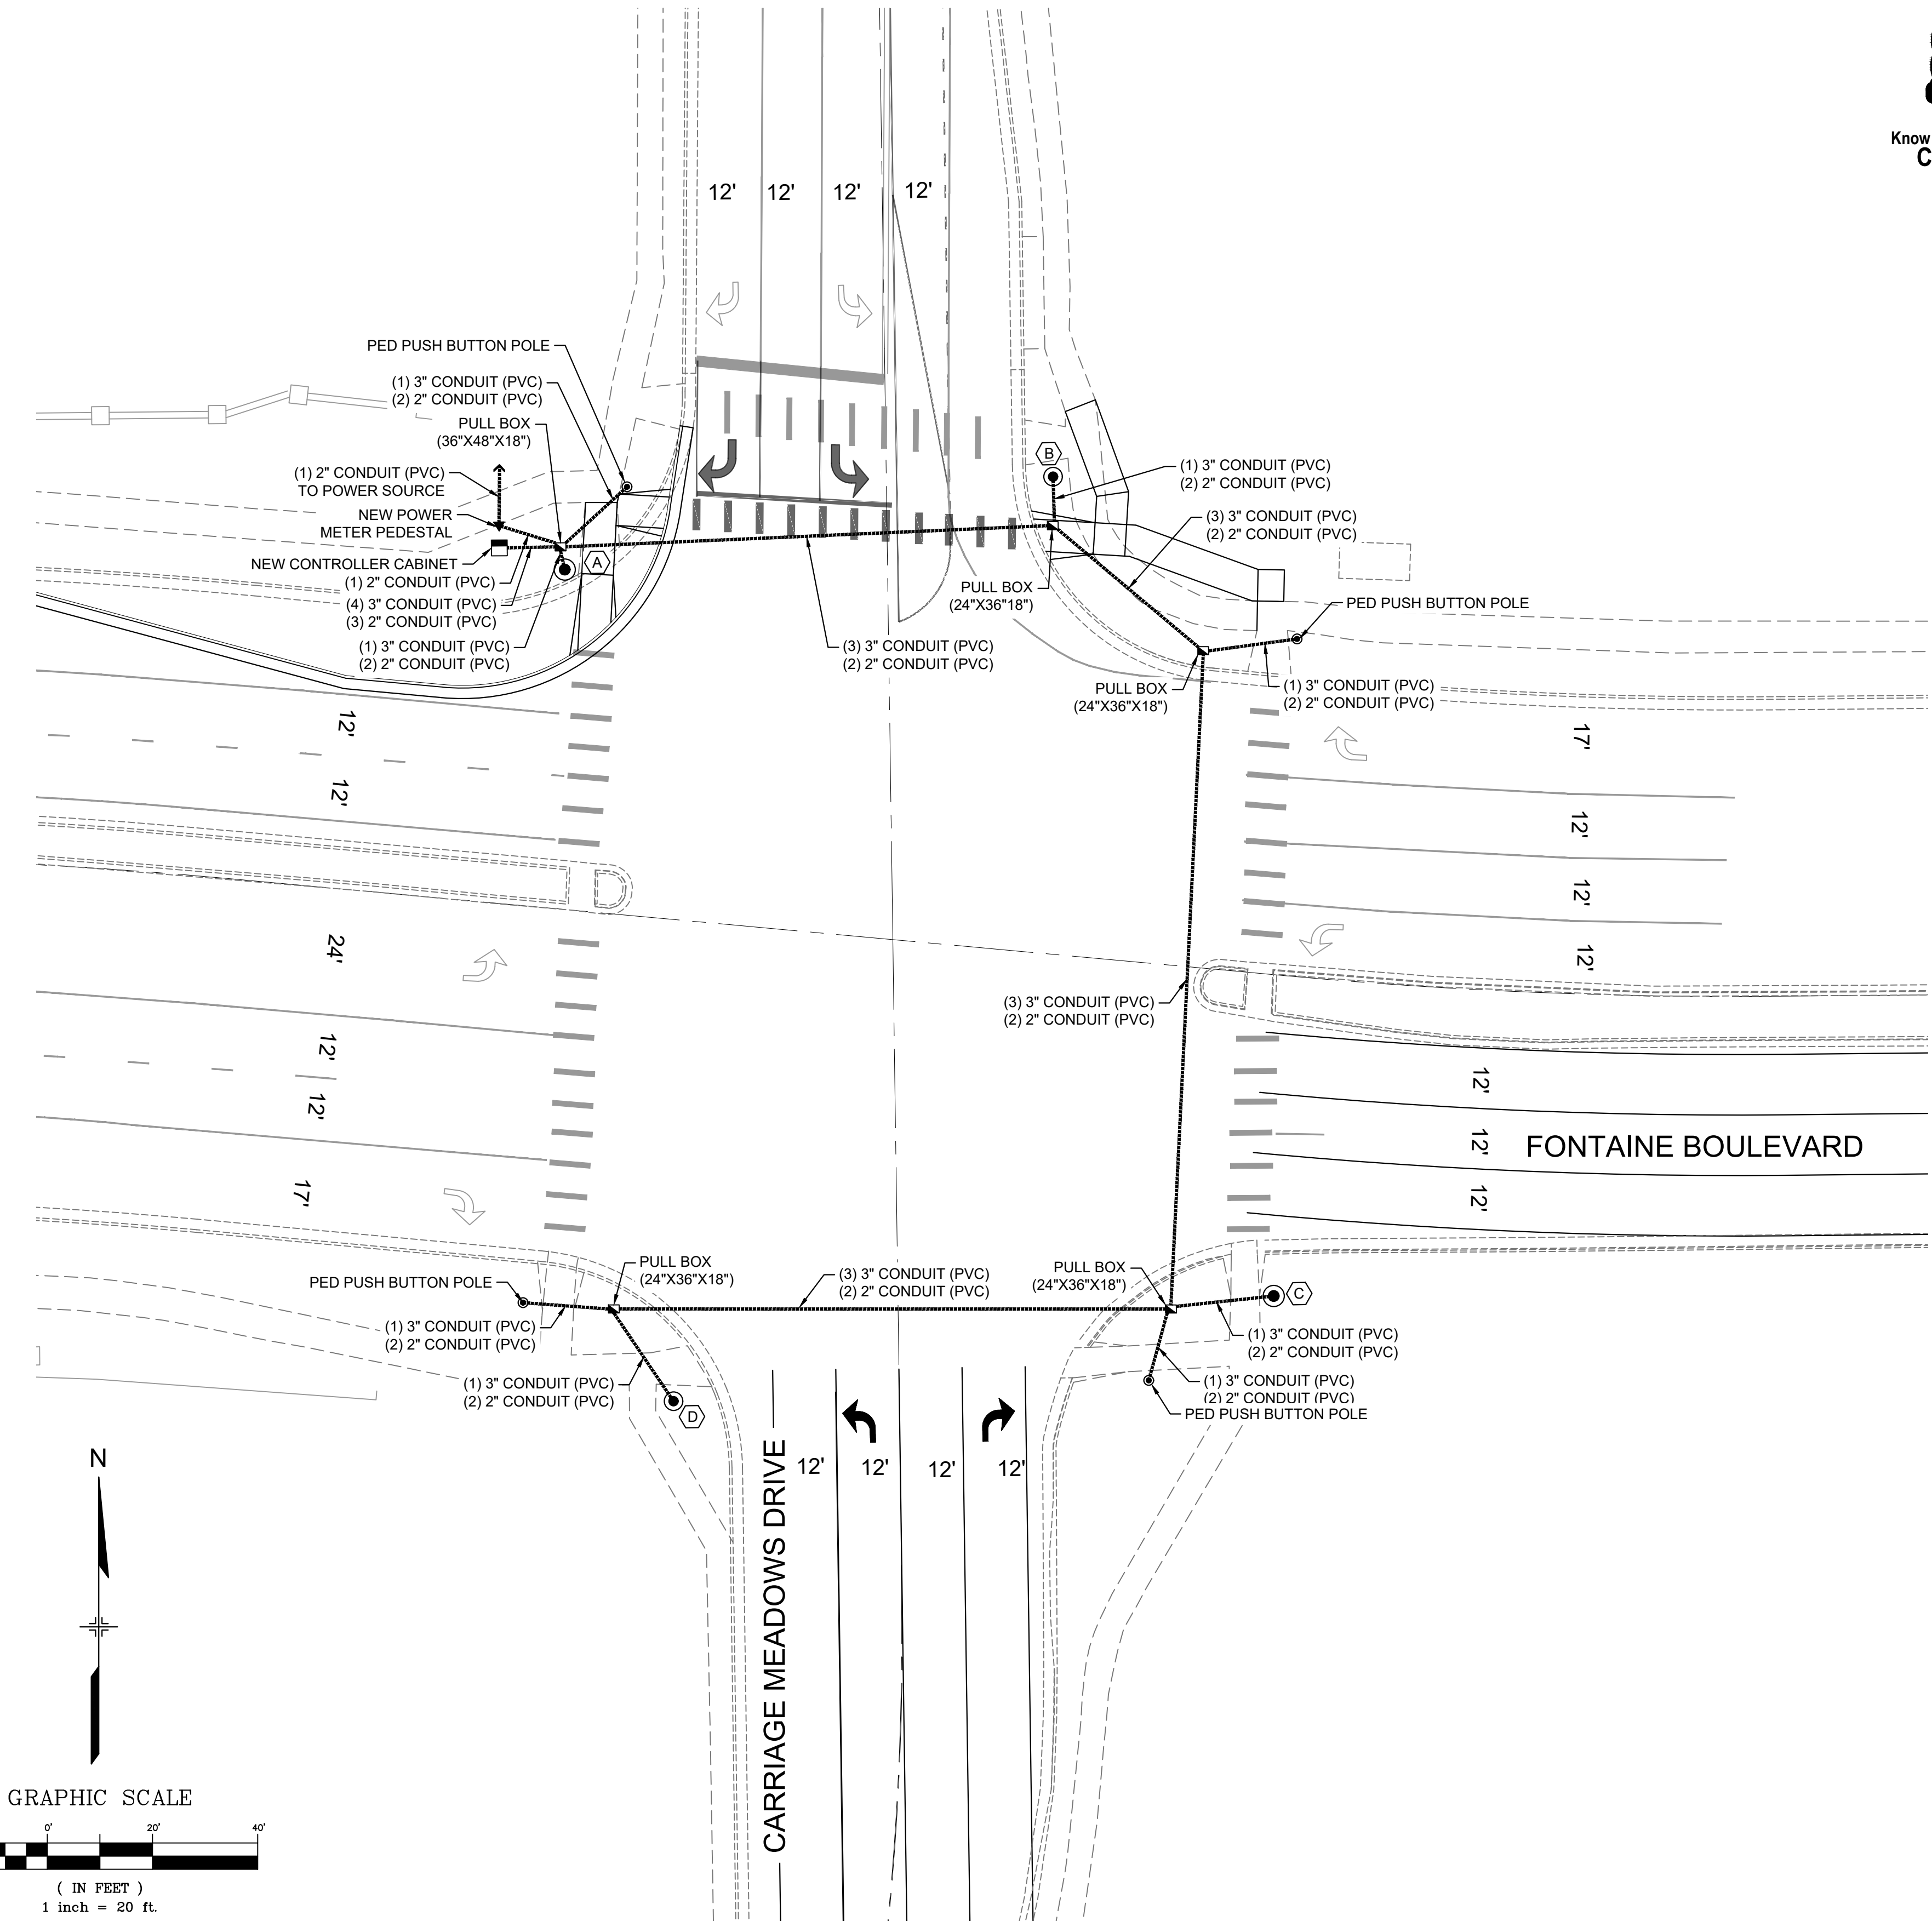 Know
C
12' 12' 12' 12'
PED PUSH BUTTON POLE
(1) 3" CONDUIT (PVC)
(2) 2" CONDUIT (PVC)
PULL BOX
(36"X48"X18")
(1) 2" CONDUIT (PVC)
TO POWER SOURCE
NEW POWER
METER PEDESTAL
NEW CONTROLLER CABINET
(1) 2" CONDUIT (PVC)
(4) 3" CONDUIT (PVC)
(3) 2" CONDUIT (PVC)
(1) 3" CONDUIT (PVC)
(2) 2" CONDUIT (PVC)
A
B
(1) 3" CONDUIT (PVC)
(2) 2" CONDUIT (PVC)
(3) 3" CONDUIT (PVC)
(2) 2" CONDUIT (PVC)
PULL BOX
(24"X36"18")
PED PUSH BUTTON POLE
(3) 3" CONDUIT (PVC)
(2) 2" CONDUIT (PVC)
PULL BOX
(24"X36"X18")
(1) 3" CONDUIT (PVC)
(2) 2" CONDUIT (PVC)
12'
12'
24'
12'
12'
17'
17'
12'
12'
12'
(3) 3" CONDUIT (PVC)
(2) 2" CONDUIT (PVC)
12'
12'
12'
FONTAINE BOULEVARD
PULL BOX
(24"X36"X18")
PED PUSH BUTTON POLE
(1) 3" CONDUIT (PVC)
(2) 2" CONDUIT (PVC)
(1) 3" CONDUIT (PVC)
(2) 2" CONDUIT (PVC)
D
(3) 3" CONDUIT (PVC)
(2) 2" CONDUIT (PVC)
PULL BOX
(24"X36"X18")
C
(1) 3" CONDUIT (PVC)
(2) 2" CONDUIT (PVC)
(1) 3" CONDUIT (PVC)
(2) 2" CONDUIT (PVC)
PED PUSH BUTTON POLE
12' 12' 12' 12'
CARRIAGE MEADOWS DRIVE
N
GRAPHIC SCALE
0' 20' 40'
( IN FEET )
1 inch = 20 ft.